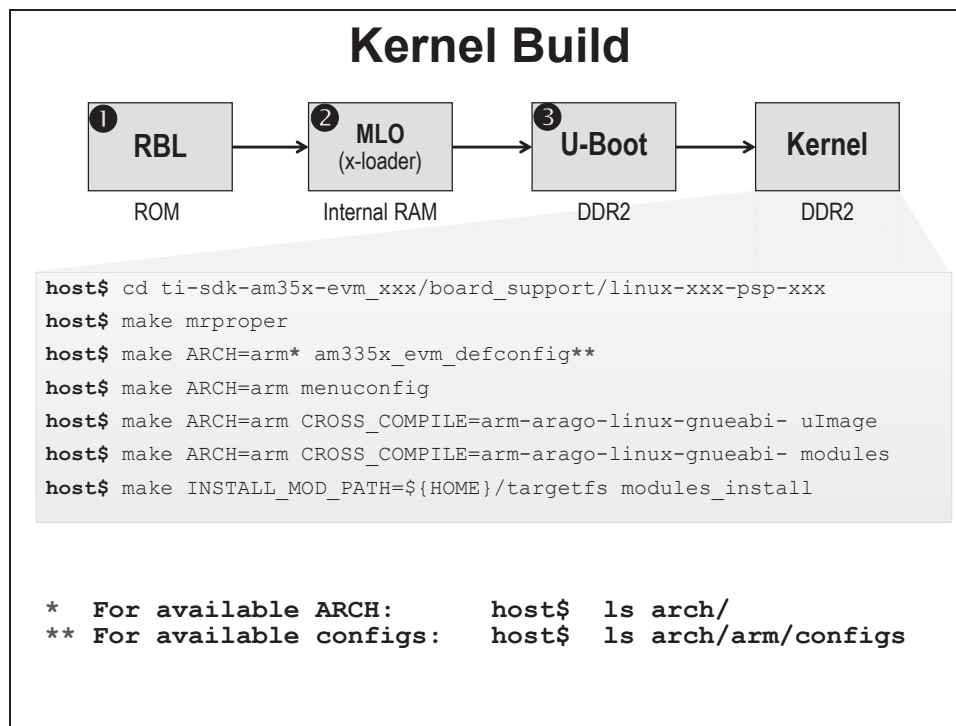 Kernel Build
❶ RBL
❷ MLO
(x-loader)
❸ U-Boot
Kernel
ROM
Internal RAM
DDR2
DDR2
host$ cd ti-sdk-am35x-evm_xxx/board_support/linux-xxx-psp-xxx
host$ make mrproper
host$ make ARCH=arm* am335x_evm_defconfig**
host$ make ARCH=arm menuconfig
host$ make ARCH=arm CROSS_COMPILE=arm-arago-linux-gnueabi- uImage
host$ make ARCH=arm CROSS_COMPILE=arm-arago-linux-gnueabi- modules
host$ make INSTALL_MOD_PATH=${HOME}/targetfs modules_install
* For available ARCH: host$ ls arch/
** For available configs: host$ ls arch/arm/configs